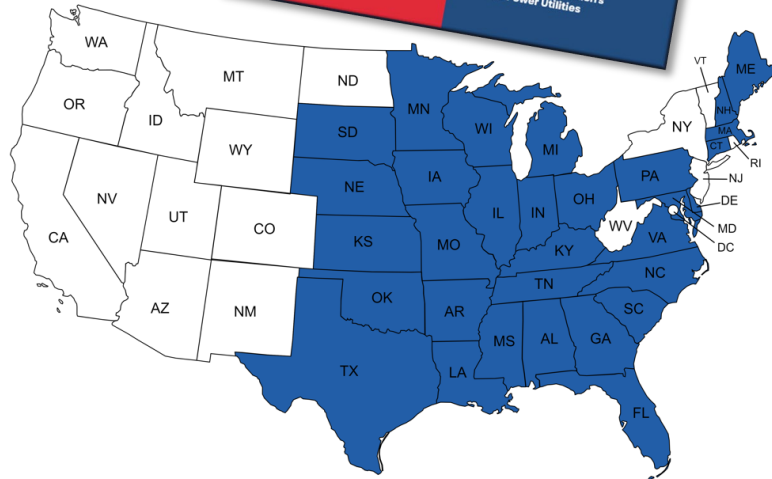 Power Utilities
WA
MT
ND
MN
VT
ME
OR
ID
SD
WI
NH
WY
MI
NY
MA
CT
RI
NE
IA
PA
NJ
NV
UT
CO
IL
IN
OH
DE
MD
CA
KS
MO
WV
VA
DC
KY
NC
TN
AZ
NM
OK
AR
SC
MS
AL
GA
TX
LA
FL